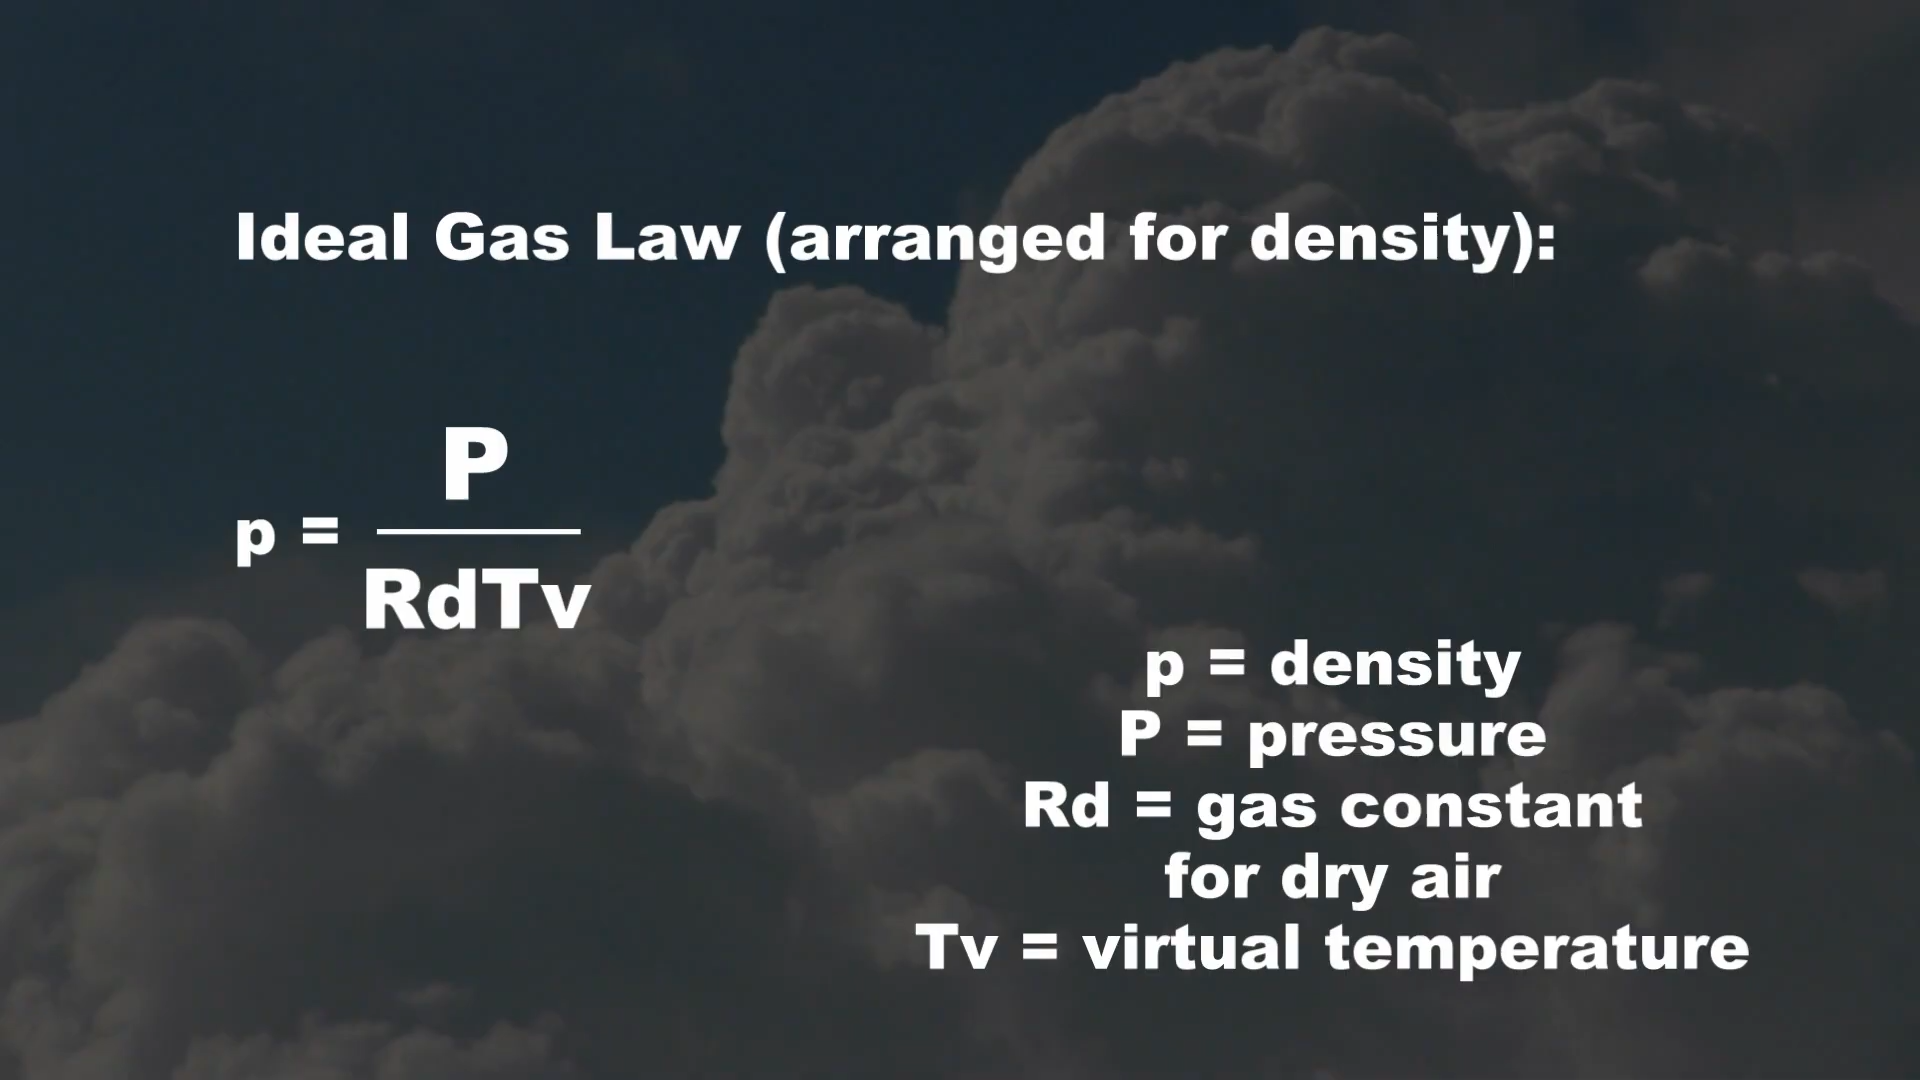 Ideal Gas Law (arranged for density):
P
p =
RdTv
p = density
P = pressure
Rd = gas constant
for dry air
Tv = virtual temperature